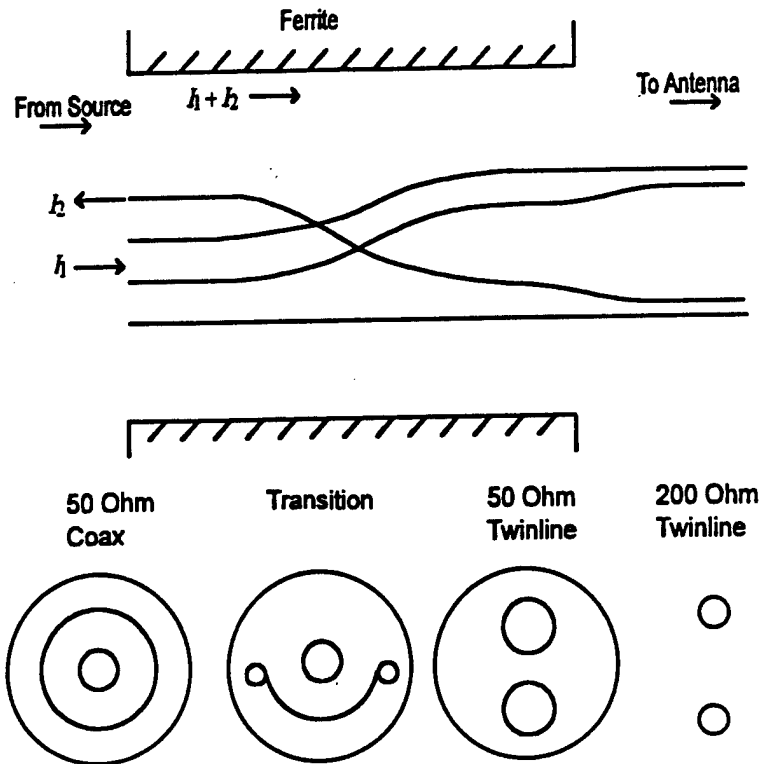 Ferrite
I1 + I2
From Source
To Antenna
I2
I1
50 Ohm
Coax
Transition
50 Ohm
Twinline
200 Ohm
Twinline